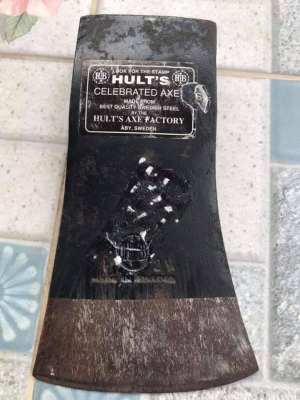 LOOK FOR THE STAMP
HB HULT'S HB
CELEBRATED AXE
MADE FROM
BEST QUALITY SWEDISH STEEL
BY THE
HULT'S AXE FACTORY
ÅBY, SWEDEN